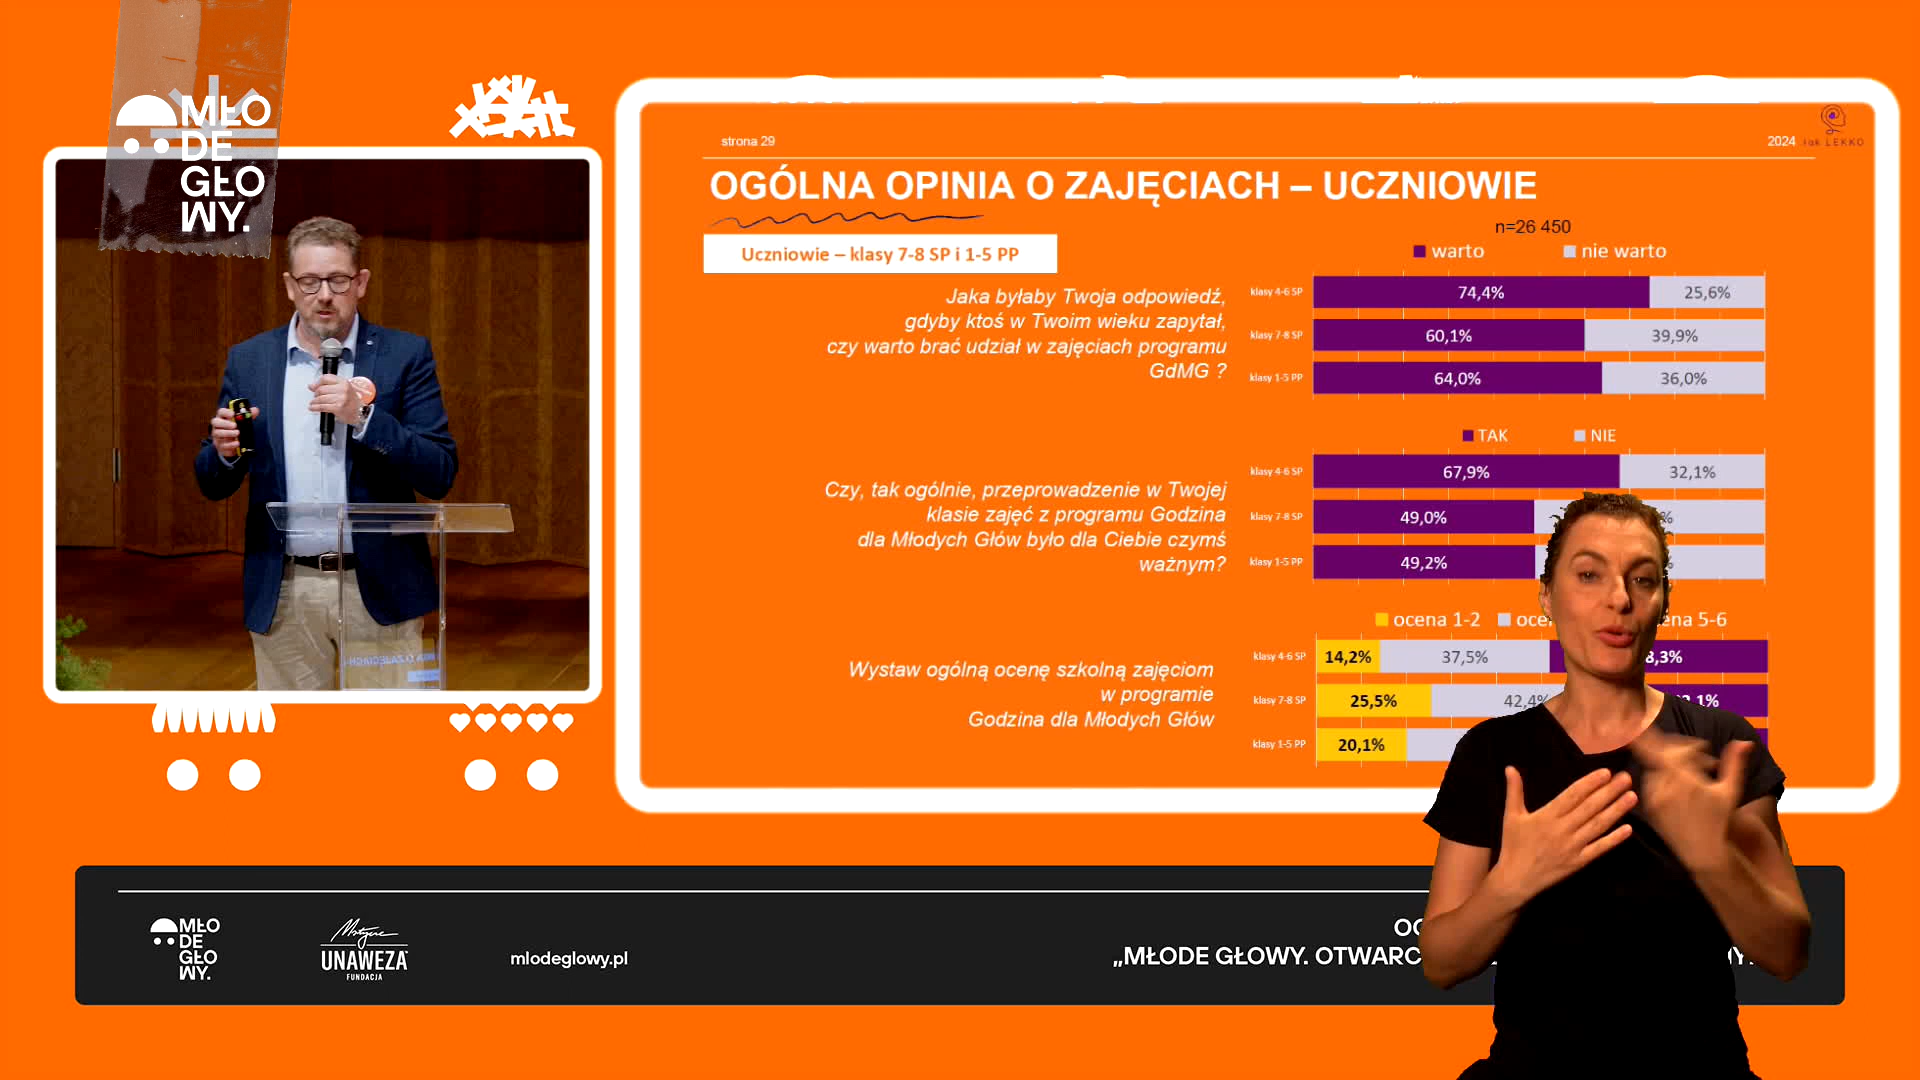 MŁO
DE
GŁO
WY.
strona 29
2024
OGÓLNA OPINIA O ZAJĘCIACH – UCZNIOWIE
n=26 450
Uczniowie – klasy 7-8 SP i 1-5 PP
warto nie warto
Jaka byłaby Twoja odpowiedź,
gdyby ktoś w Twoim wieku zapytał,
czy warto brać udział w zajęciach programu
GdMG ?
klasy 4-6 SP 74,4% 25,6%
klasy 7-8 SP 60,1% 39,9%
klasy 1-5 PP 64,0% 36,0%
TAK NIE
Czy, tak ogólnie, przeprowadzenie w Twojej
klasie zajęć z programu Godzina
dla Młodych Głów było dla Ciebie czymś
ważnym?
klasy 4-6 SP 67,9% 32,1%
klasy 7-8 SP 49,0%
klasy 1-5 PP 49,2%
ocena 1-2 5-6
Wystaw ogólną ocenę szkolną zajęciom
w programie
Godzina dla Młodych Głów
klasy 4-6 SP 14,2% 37,5%
klasy 7-8 SP 25,5% 42,4%
klasy 1-5 PP 20,1%
MŁO
DE
GŁO
WY.
UNAWEZA
FUNDACJA
mlodeglowy.pl
„MŁODE GŁOWY.